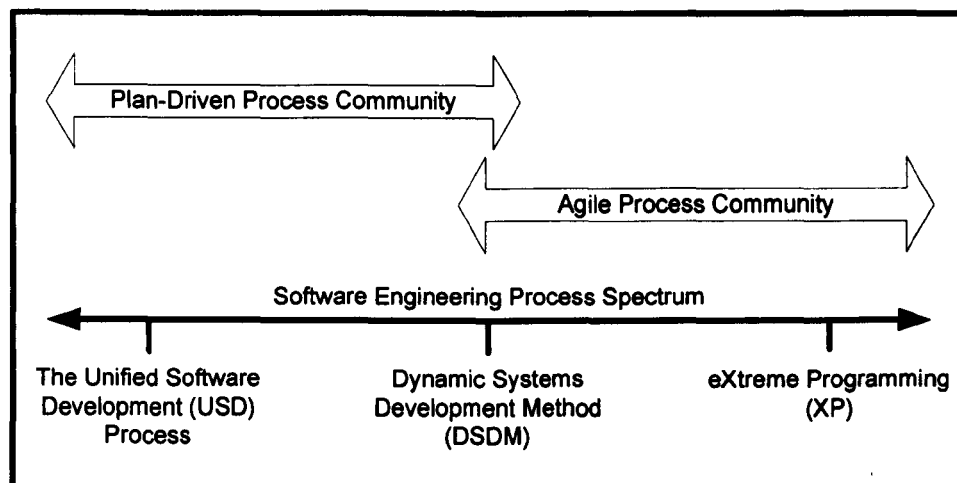 Plan-Driven Process Community
Agile Process Community
Software Engineering Process Spectrum
The Unified Software
Development (USD)
Process
Dynamic Systems
Development Method
(DSDM)
eXtreme Programming
(XP)